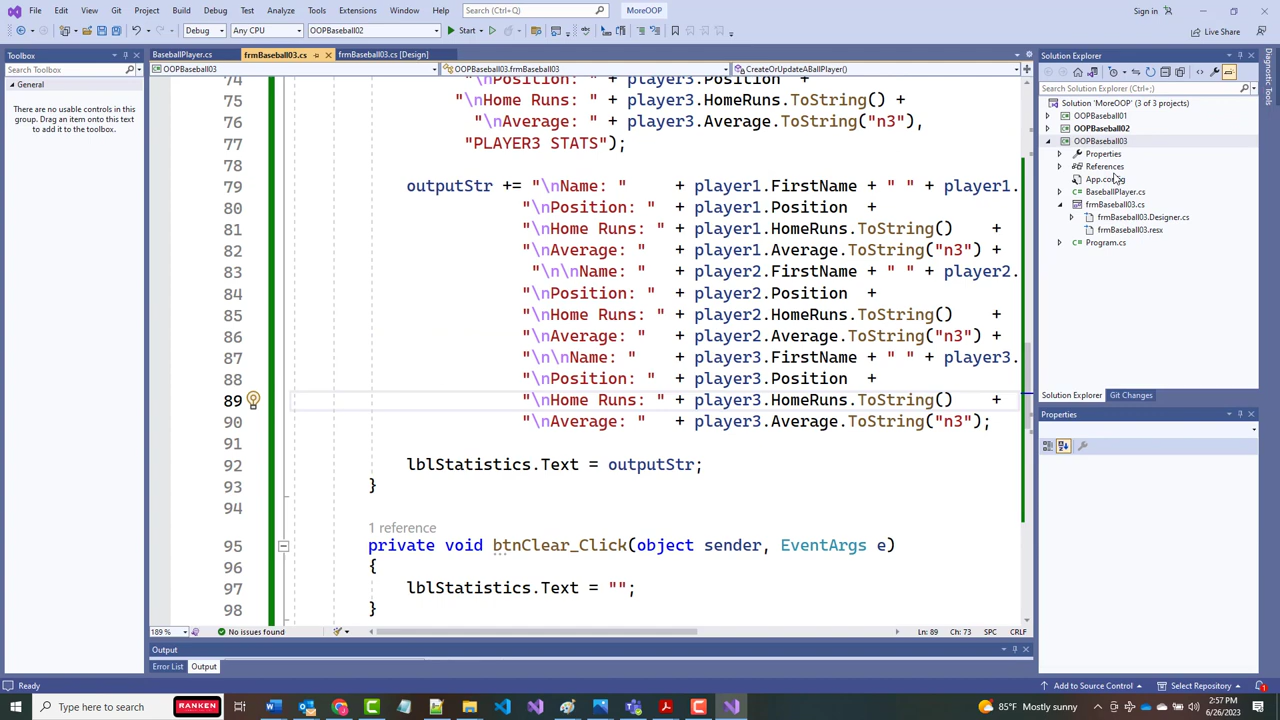 File Edit View Git Project Build Debug Test Analyze Tools Extensions Window Help Search (Ctrl+Q) MoreOOP Sign in
Debug Any CPU OOPBaseball02 Start Live Share
Toolbox
Search Toolbox
General
There are no usable controls in this
group. Drag an item onto this text
to add it to the toolbox.
BaseballPlayer.cs frmBaseball03.cs frmBaseball03.cs [Design]
OOPBaseball03 OOPBaseball03.frmBaseball03 CreateOrUpdateABallPlayer()
74 "\nPosition: " + player3.Position +
75 "\nHome Runs: " + player3.HomeRuns.ToString() +
76 "\nAverage: " + player3.Average.ToString("n3"),
77 "PLAYER3 STATS");
78
79 outputStr += "\nName: " + player1.FirstName + " " + player1.
80 "\nPosition: " + player1.Position +
81 "\nHome Runs: " + player1.HomeRuns.ToString() +
82 "\nAverage: " + player1.Average.ToString("n3") +
83 "\n\nName: " + player2.FirstName + " " + player2.
84 "\nPosition: " + player2.Position +
85 "\nHome Runs: " + player2.HomeRuns.ToString() +
86 "\nAverage: " + player2.Average.ToString("n3") +
87 "\n\nName: " + player3.FirstName + " " + player3.
88 "\nPosition: " + player3.Position +
89 "\nHome Runs: " + player3.HomeRuns.ToString() +
90 "\nAverage: " + player3.Average.ToString("n3");
91
92 lblStatistics.Text = outputStr;
93 }
94
1 reference
95 private void btnClear_Click(object sender, EventArgs e)
96 {
97 lblStatistics.Text = "";
98 }
189 % No issues found Ln: 89 Ch: 73 SPC CRLF
Output
Error List Output
Solution Explorer
Search Solution Explorer (Ctrl+;)
Solution 'MoreOOP' (3 of 3 projects)
OOPBaseball01
OOPBaseball02
OOPBaseball03
Properties
References
App.config
BaseballPlayer.cs
frmBaseball03.cs
frmBaseball03.Designer.cs
frmBaseball03.resx
Program.cs
Solution Explorer Git Changes
Properties
Diagnostic Tools
Ready Add to Source Control Select Repository 1
Type here to search RANKEN 85°F Mostly sunny 2:57 PM
6/26/2023